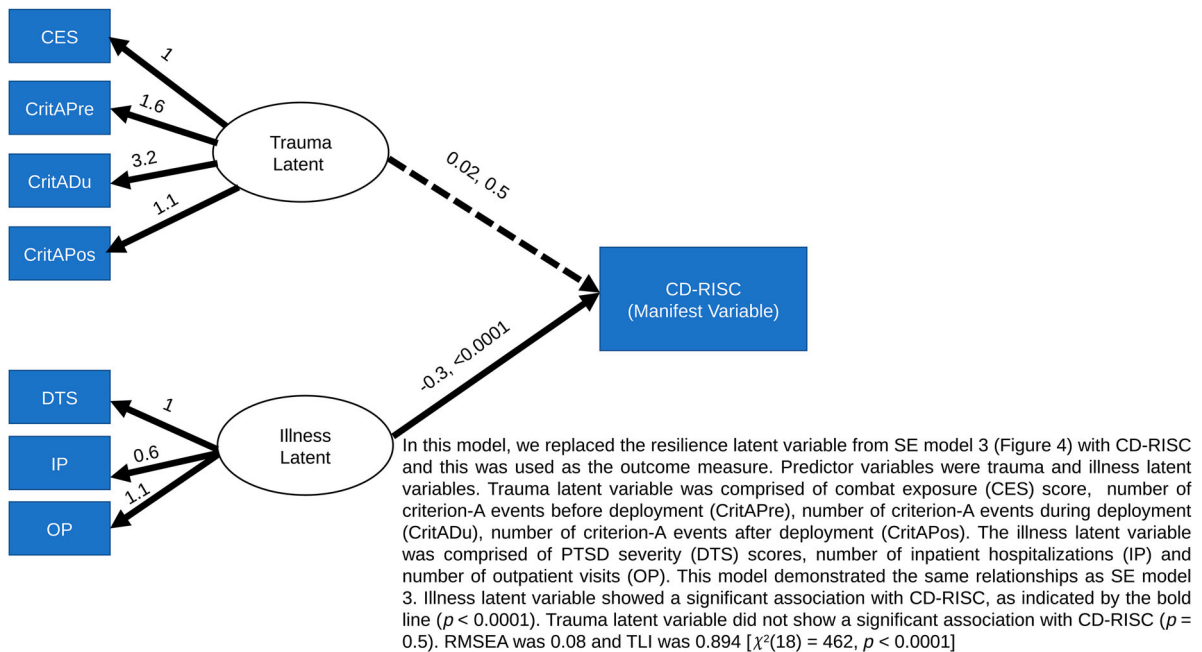 CES
1
CritAPre
1.6
Trauma
Latent
CritADu
3.2
0.02, 0.5
CritAPos
1.1
CD-RISC
(Manifest Variable)
-0.3, <0.0001
DTS
1
Illness
Latent
IP
0.6
OP
1.1
In this model, we replaced the resilience latent variable from SE model 3 (Figure 4) with CD-RISC
and this was used as the outcome measure. Predictor variables were trauma and illness latent
variables. Trauma latent variable was comprised of combat exposure (CES) score, number of
criterion-A events before deployment (CritAPre), number of criterion-A events during deployment
(CritADu), number of criterion-A events after deployment (CritAPos). The illness latent variable
was comprised of PTSD severity (DTS) scores, number of inpatient hospitalizations (IP) and
number of outpatient visits (OP). This model demonstrated the same relationships as SE model
3. Illness latent variable showed a significant association with CD-RISC, as indicated by the bold
line (p < 0.0001). Trauma latent variable did not show a significant association with CD-RISC (p =
0.5). RMSEA was 0.08 and TLI was 0.894 [χ²(18) = 462, p < 0.0001]